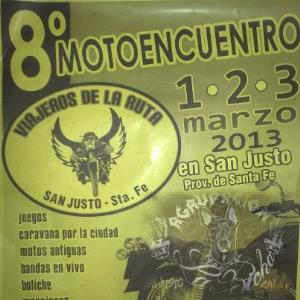 8º MOTOENCUENTRO
1·2·3
marzo
2013
en San Justo
Prov. de Santa Fe
VIAJEROS DE LA RUTA
SAN JUSTO - Sta. Fe
juegos
caravana por la ciudad
motos antiguas
bandas en vivo
boliche